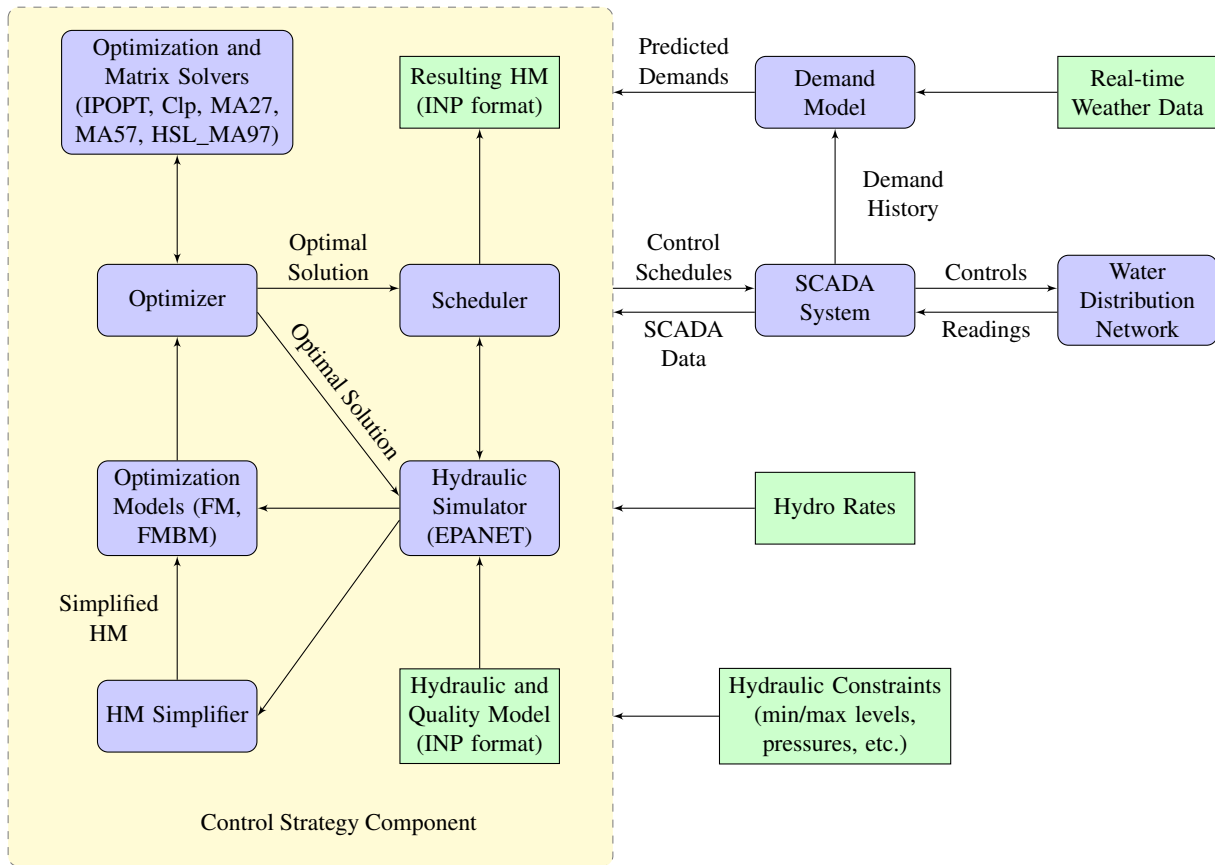 Optimization and
Matrix Solvers
(IPOPT, Clp, MA27,
MA57, HSL_MA97)
Resulting HM
(INP format)
Predicted
Demands
Demand
Model
Real-time
Weather Data
Demand
History
Optimizer
Optimal
Solution
Scheduler
Control
Schedules
SCADA
Data
SCADA
System
Controls
Readings
Water
Distribution
Network
Optimal Solution
Optimization
Models (FM,
FMBM)
Hydraulic
Simulator
(EPANET)
Hydro Rates
Simplified
HM
HM Simplifier
Hydraulic and
Quality Model
(INP format)
Hydraulic Constraints
(min/max levels,
pressures, etc.)
Control Strategy Component